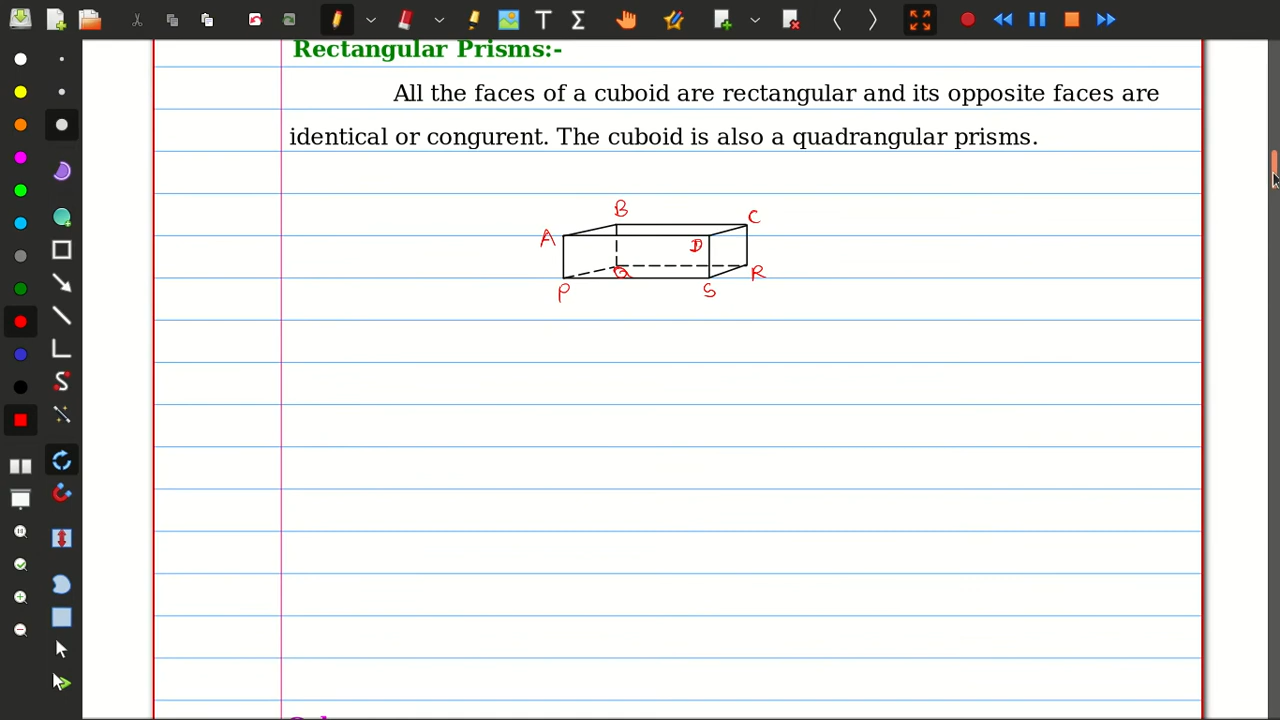 Rectangular Prisms:-
All the faces of a cuboid are rectangular and its opposite faces are
identical or congurent. The cuboid is also a quadrangular prisms.
B
C
A
D
Q
R
P
S